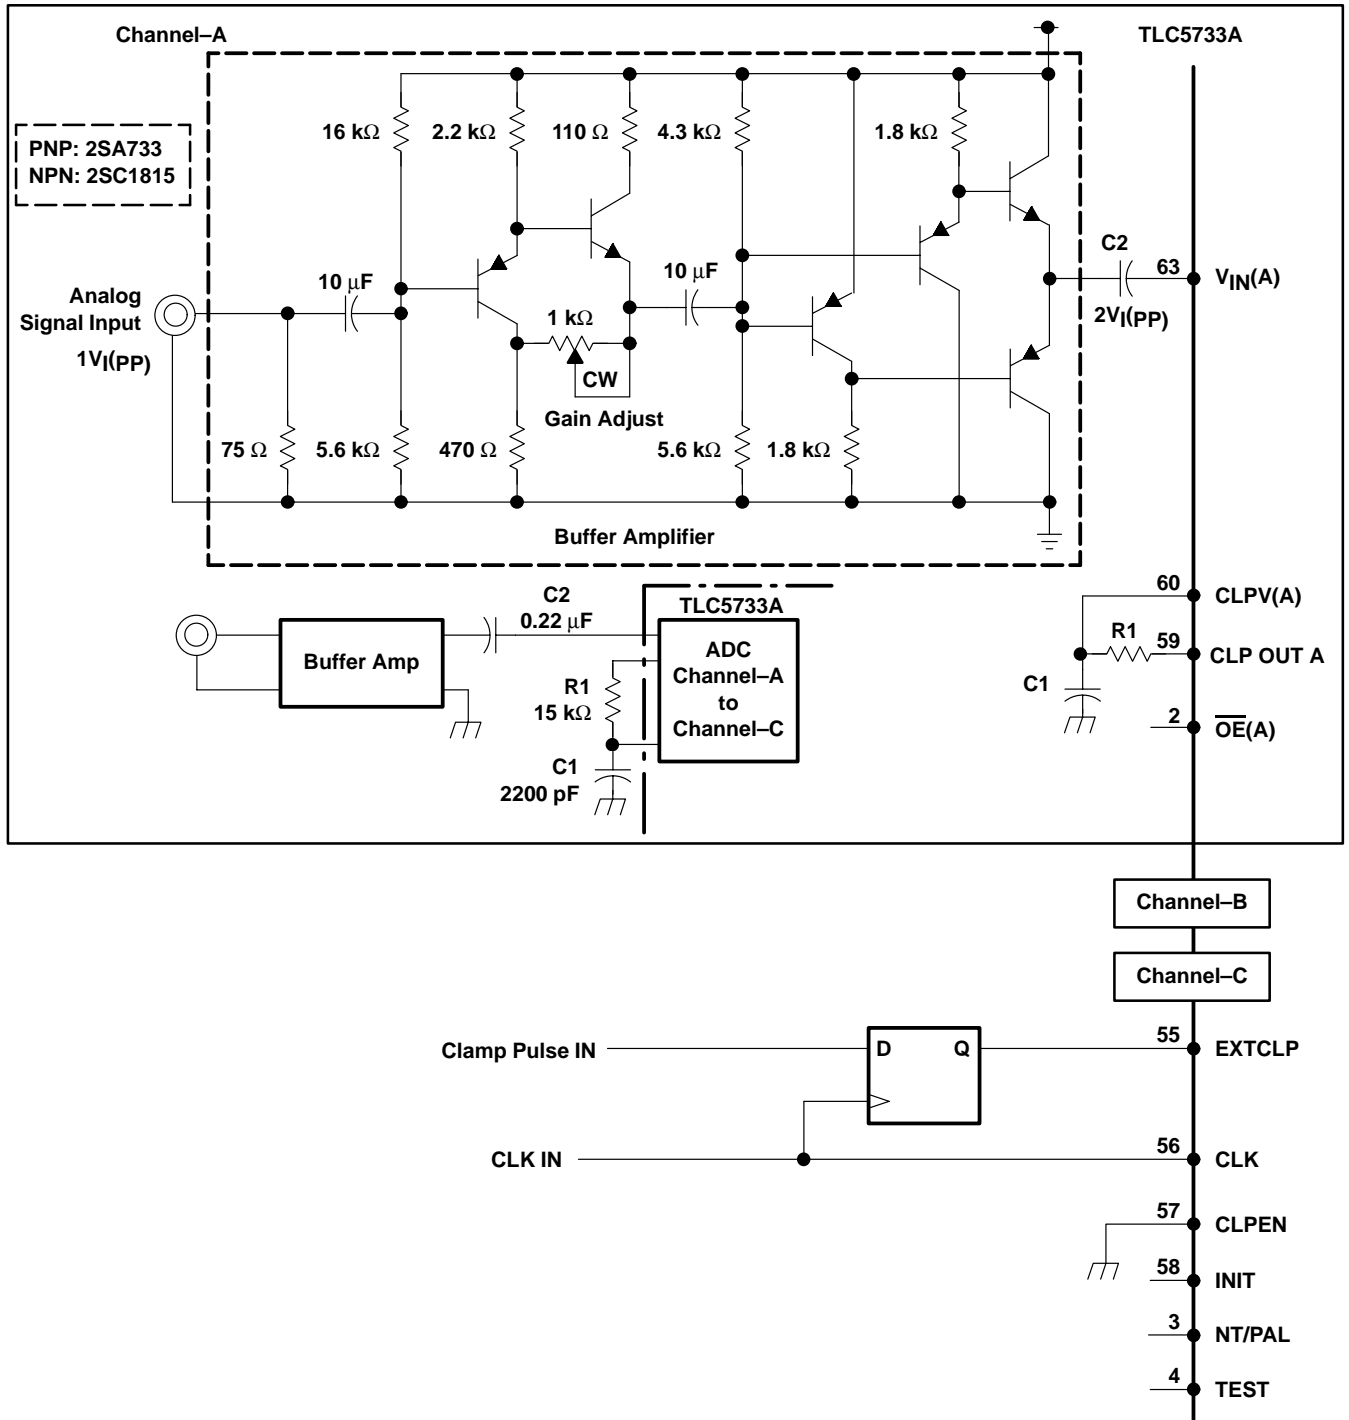 Channel–A
TLC5733A
PNP: 2SA733
NPN: 2SC1815
16 kΩ
2.2 kΩ
110 Ω
4.3 kΩ
1.8 kΩ
Analog
Signal Input
1VI(PP)
10 μF
1 kΩ
CW
Gain Adjust
10 μF
C2
2VI(PP)
63
VIN(A)
75 Ω
5.6 kΩ
470 Ω
5.6 kΩ
1.8 kΩ
Buffer Amplifier
Buffer Amp
C2
0.22 μF
TLC5733A
ADC
Channel–A
to
Channel–C
R1
15 kΩ
C1
2200 pF
60
CLPV(A)
R1
59
CLP OUT A
C1
2
OE(A)
Channel–B
Channel–C
Clamp Pulse IN
D
Q
55
EXTCLP
CLK IN
56
CLK
57
CLPEN
58
INIT
3
NT/PAL
4
TEST